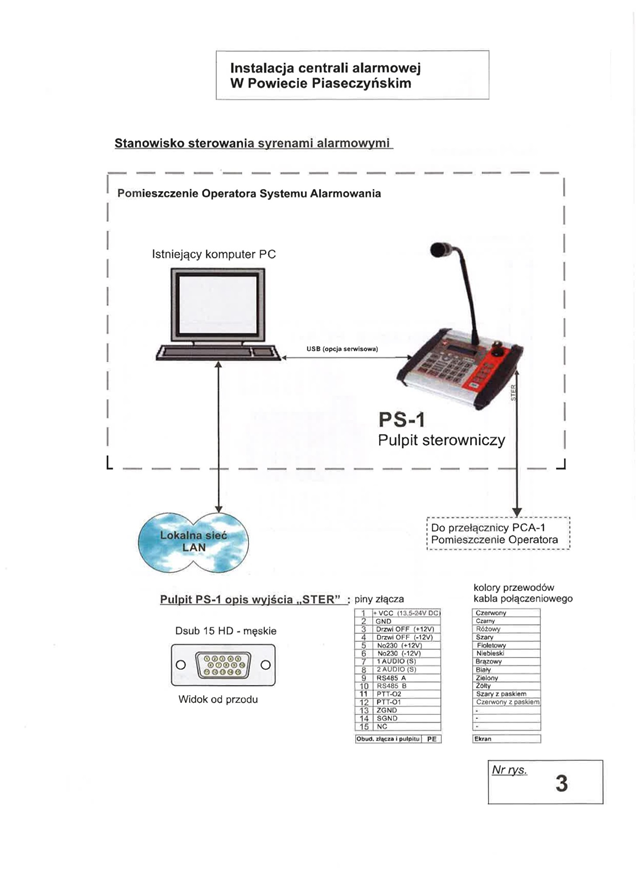 Instalacja centrali alarmowej
W Powiecie Piaseczyńskim
Stanowisko sterowania syrenami alarmowymi
Pomieszczenie Operatora Systemu Alarmowania
Istniejący komputer PC
USB (opcja serwisowa)
STER
PS-1
Pulpit sterowniczy
Lokalna sieć
LAN
Do przełącznicy PCA-1
Pomieszczenie Operatora
Pulpit PS-1 opis wyjścia „STER” : piny złącza
kolory przewodów
kabla połączeniowego
Dsub 15 HD - męskie
Widok od przodu
1 + VCC (13,5-24V DC) Czerwony
2 GND Czarny
3 Drzwi OFF (+12V) Różowy
4 Drzwi OFF (-12V) Szary
5 No230 (+12V) Fioletowy
6 No230 (-12V) Niebieski
7 1 AUDIO (S) Brązowy
8 2 AUDIO (S) Biały
9 RS485 A Zielony
10 RS485 B Żółty
11 PTT-O2 Szary z paskiem
12 PTT-O1 Czerwony z paskiem
13 ZGND -
14 SGND -
15 NC -
Obud. złącza i pulpitu PE Ekran
Nr rys.
3